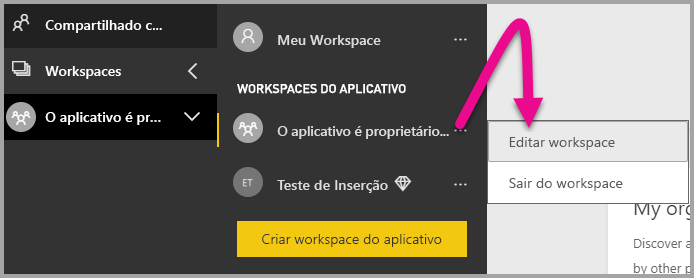 Compartilhado c...
Workspaces
O aplicativo é pr...
Meu Workspace ...
WORKSPACES DO APLICATIVO
O aplicativo é proprietário... ...
ET Teste de Inserção ...
Criar workspace do aplicativo
Editar workspace
Sair do workspace
My org
Discover a
by other p